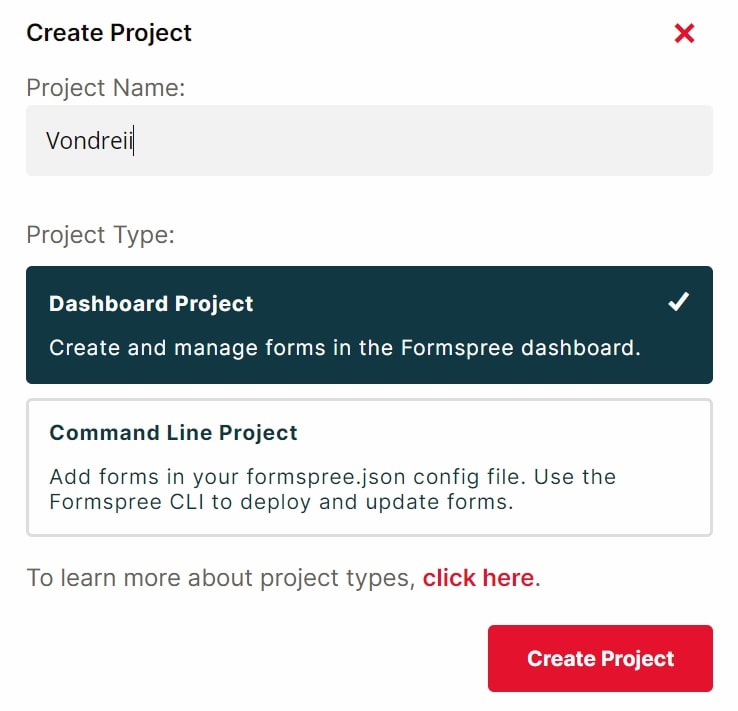 Create Project
Project Name:
Vondreii
Project Type:
Dashboard Project
Create and manage forms in the Formspree dashboard.
Command Line Project
Add forms in your formspree.json config file. Use the
Formspree CLI to deploy and update forms.
To learn more about project types, click here.
Create Project